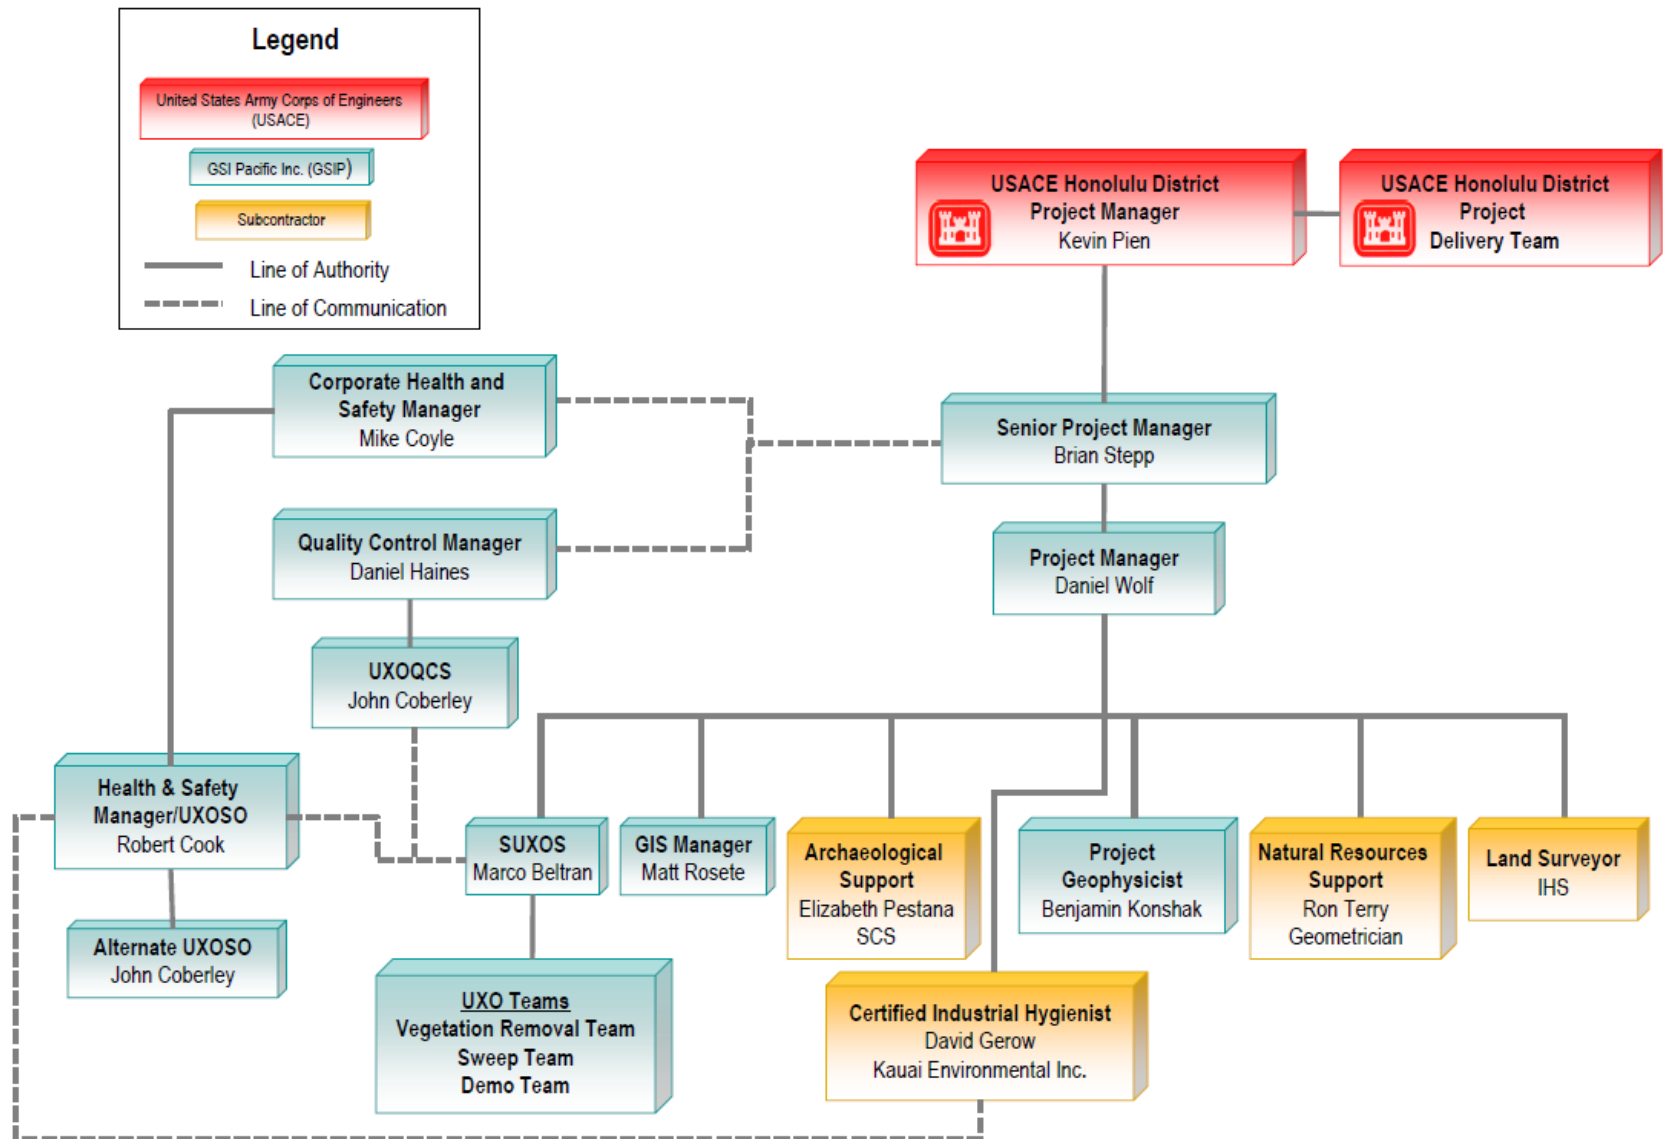 Legend
United States Army Corps of Engineers
(USACE)
GSI Pacific Inc. (GSIP)
Subcontractor
Line of Authority
Line of Communication
USACE Honolulu District
Project Manager
Kevin Pien
USACE Honolulu District
Project
Delivery Team
Corporate Health and
Safety Manager
Mike Coyle
Senior Project Manager
Brian Stepp
Quality Control Manager
Daniel Haines
Project Manager
Daniel Wolf
UXOQCS
John Coberley
Health & Safety
Manager/UXOSO
Robert Cook
SUXOS
Marco Beltran
GIS Manager
Matt Rosete
Archaeological
Support
Elizabeth Pestana
SCS
Project
Geophysicist
Benjamin Konshak
Natural Resources
Support
Ron Terry
Geometrician
Land Surveyor
IHS
Alternate UXOSO
John Coberley
UXO Teams
Vegetation Removal Team
Sweep Team
Demo Team
Certified Industrial Hygienist
David Gerow
Kauai Environmental Inc.